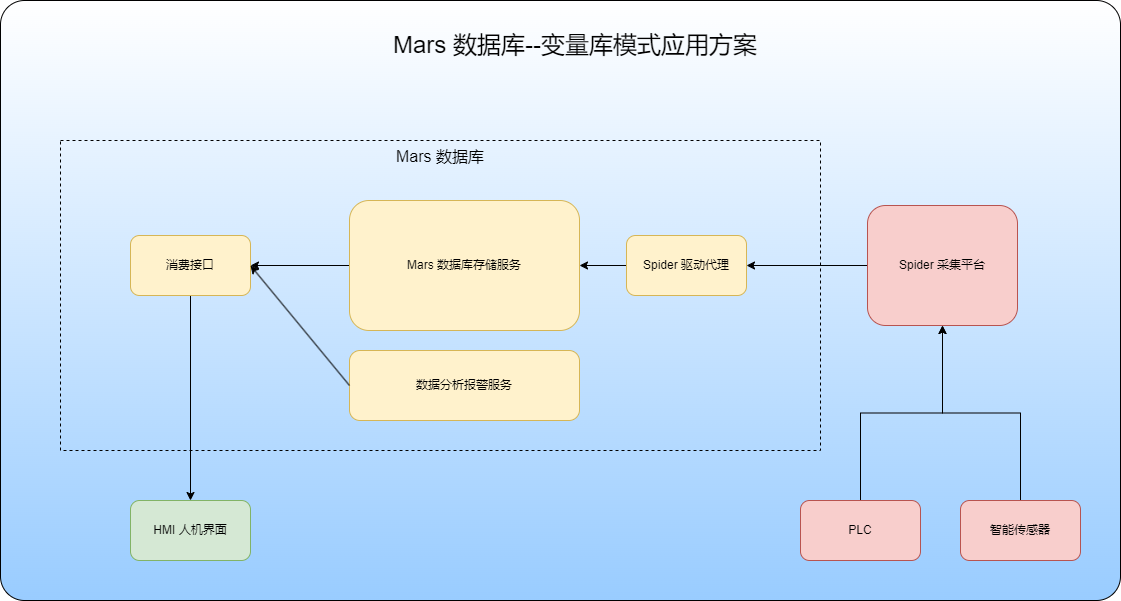 Mars 数据库--变量库模式应用方案
Mars 数据库
消费接口
Mars 数据库存储服务
Spider 驱动代理
Spider 采集平台
数据分析报警服务
HMI 人机界面
PLC
智能传感器